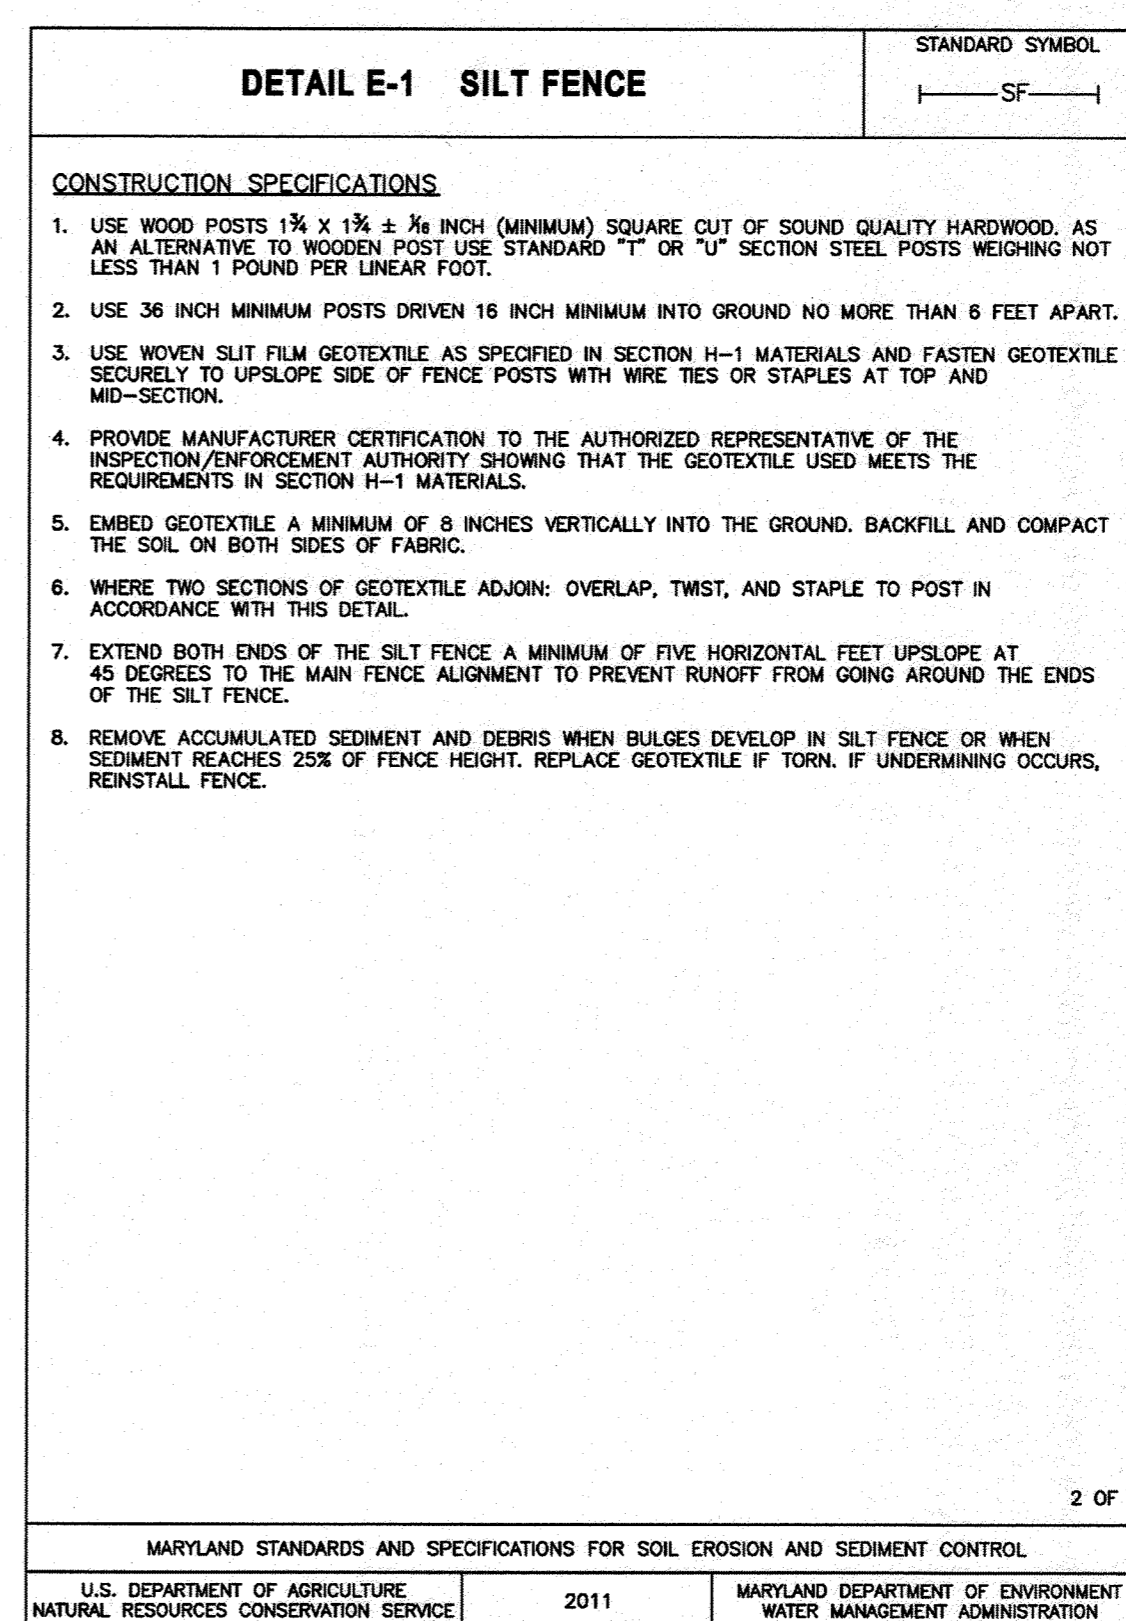 DETAIL E-1 SILT FENCE
STANDARD SYMBOL
SF
CONSTRUCTION SPECIFICATIONS
1. USE WOOD POSTS 1¾ X 1¾ ± 1/16 INCH (MINIMUM) SQUARE CUT OF SOUND QUALITY HARDWOOD. AS
AN ALTERNATIVE TO WOODEN POST USE STANDARD "T" OR "U" SECTION STEEL POSTS WEIGHING NOT
LESS THAN 1 POUND PER LINEAR FOOT.
2. USE 36 INCH MINIMUM POSTS DRIVEN 16 INCH MINIMUM INTO GROUND NO MORE THAN 6 FEET APART.
3. USE WOVEN SLIT FILM GEOTEXTILE AS SPECIFIED IN SECTION H-1 MATERIALS AND FASTEN GEOTEXTILE
SECURELY TO UPSLOPE SIDE OF FENCE POSTS WITH WIRE TIES OR STAPLES AT TOP AND
MID-SECTION.
4. PROVIDE MANUFACTURER CERTIFICATION TO THE AUTHORIZED REPRESENTATIVE OF THE
INSPECTION/ENFORCEMENT AUTHORITY SHOWING THAT THE GEOTEXTILE USED MEETS THE
REQUIREMENTS IN SECTION H-1 MATERIALS.
5. EMBED GEOTEXTILE A MINIMUM OF 8 INCHES VERTICALLY INTO THE GROUND. BACKFILL AND COMPACT
THE SOIL ON BOTH SIDES OF FABRIC.
6. WHERE TWO SECTIONS OF GEOTEXTILE ADJOIN: OVERLAP, TWIST, AND STAPLE TO POST IN
ACCORDANCE WITH THIS DETAIL.
7. EXTEND BOTH ENDS OF THE SILT FENCE A MINIMUM OF FIVE HORIZONTAL FEET UPSLOPE AT
45 DEGREES TO THE MAIN FENCE ALIGNMENT TO PREVENT RUNOFF FROM GOING AROUND THE ENDS
OF THE SILT FENCE.
8. REMOVE ACCUMULATED SEDIMENT AND DEBRIS WHEN BULGES DEVELOP IN SILT FENCE OR WHEN
SEDIMENT REACHES 25% OF FENCE HEIGHT. REPLACE GEOTEXTILE IF TORN. IF UNDERMINING OCCURS,
REINSTALL FENCE.
2 OF
MARYLAND STANDARDS AND SPECIFICATIONS FOR SOIL EROSION AND SEDIMENT CONTROL
U.S. DEPARTMENT OF AGRICULTURE
NATURAL RESOURCES CONSERVATION SERVICE
2011
MARYLAND DEPARTMENT OF ENVIRONMENT
WATER MANAGEMENT ADMINISTRATION